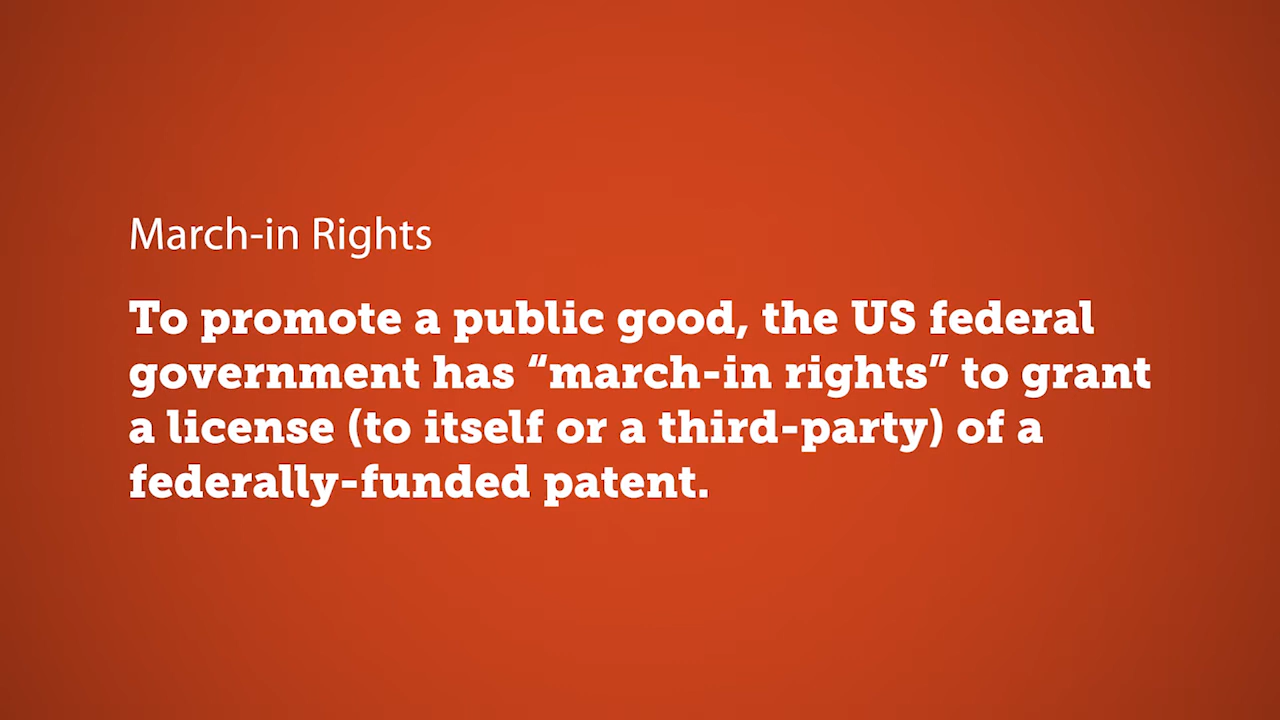 March-in Rights
To promote a public good, the US federal
government has “march-in rights” to grant
a license (to itself or a third-party) of a
federally-funded patent.